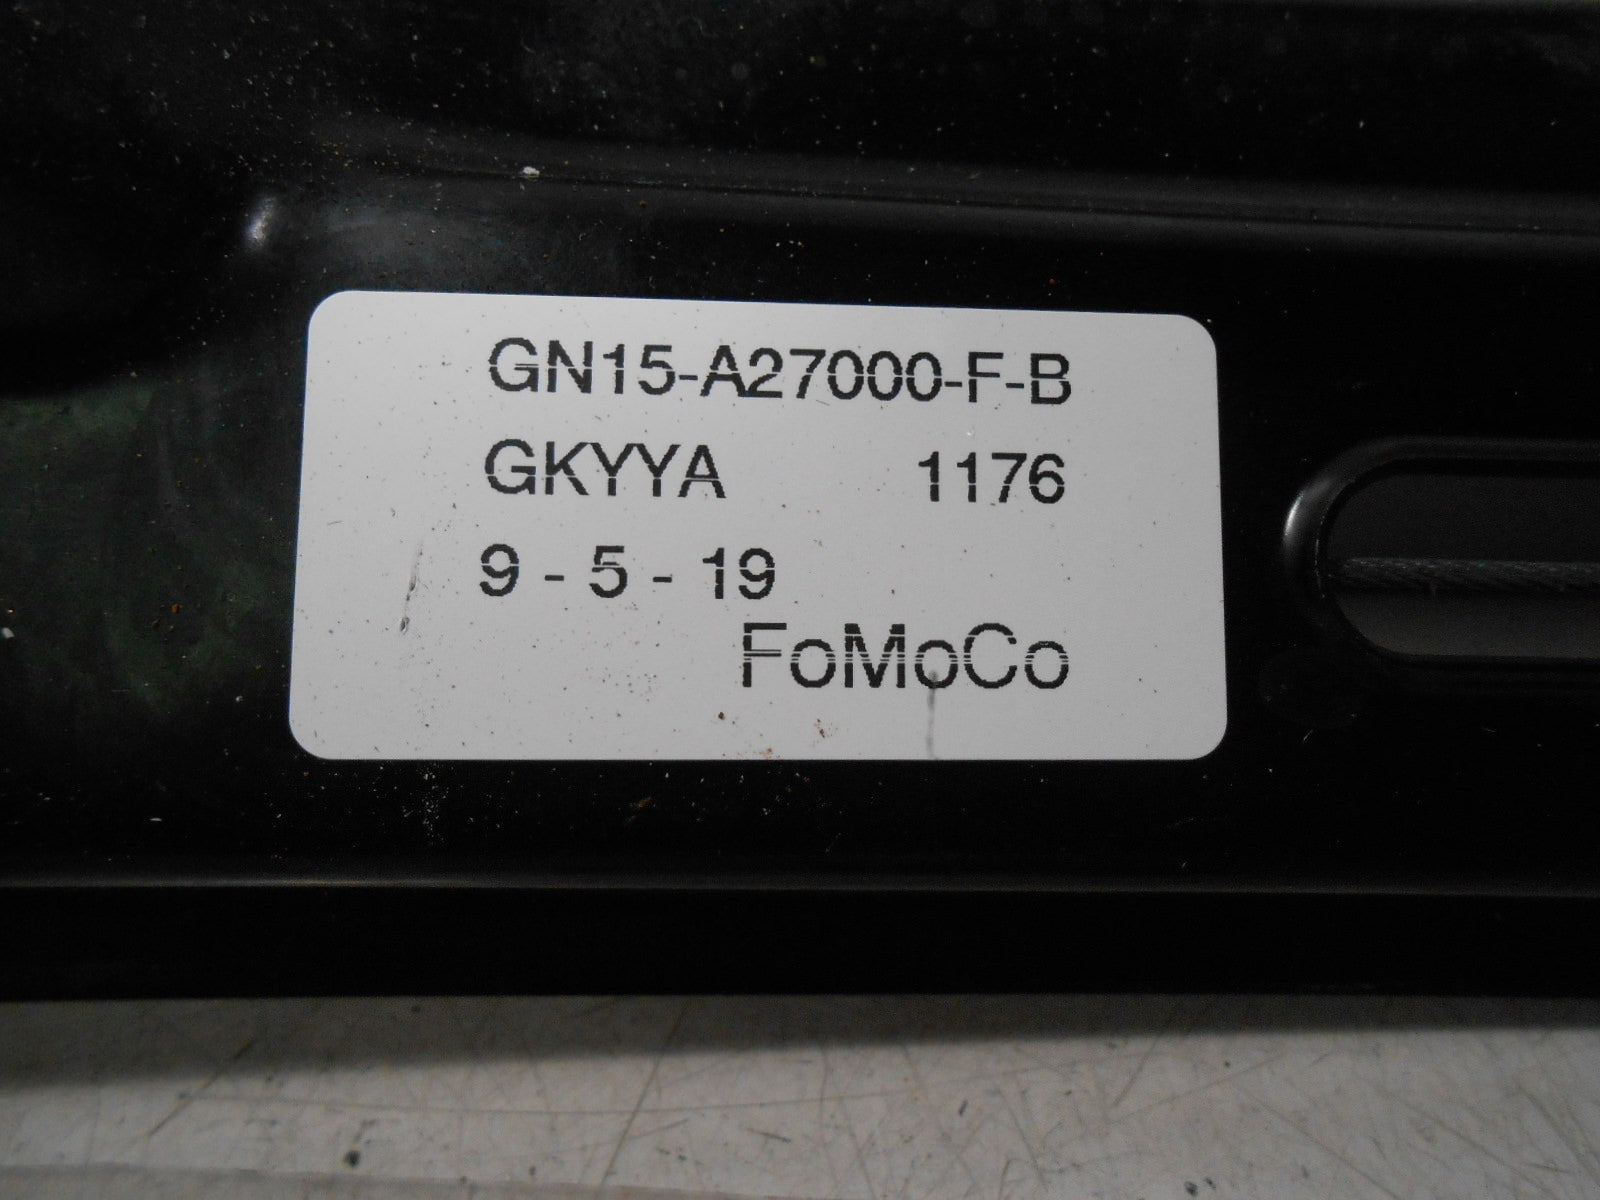 GN15-A27000-F-B
GKYYA 1176
9 - 5 - 19
FoMoCo